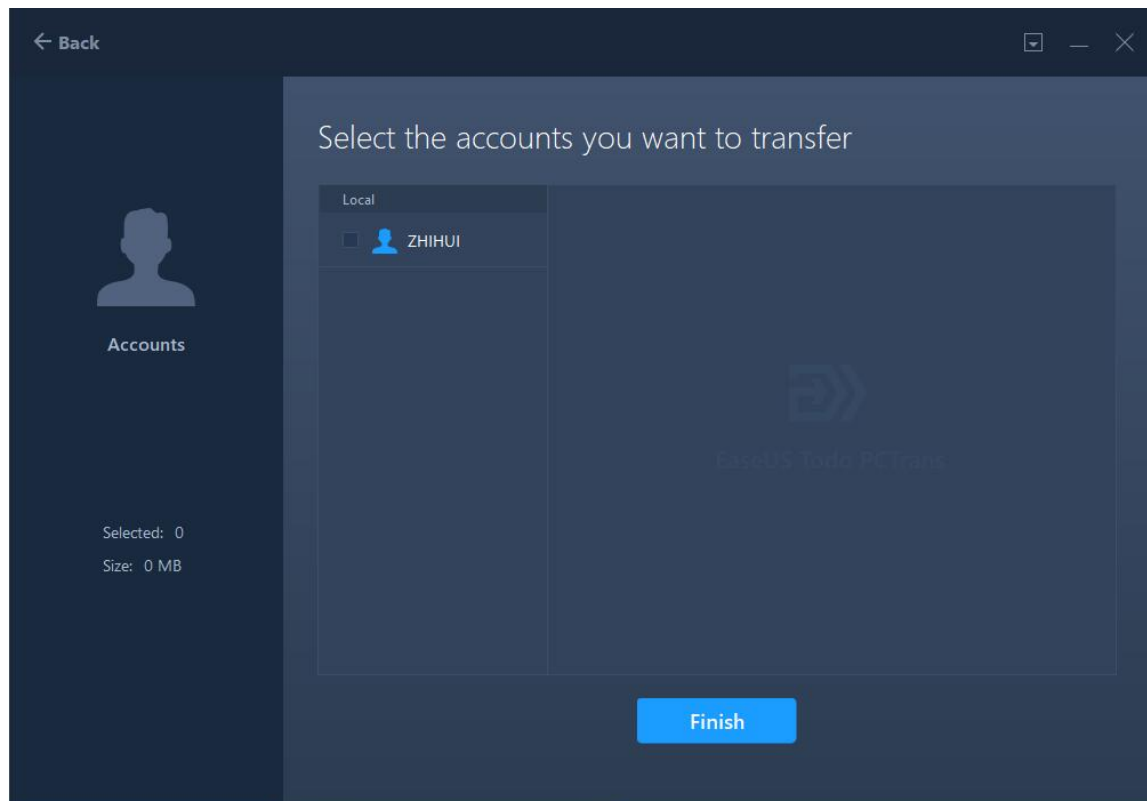 Back
Select the accounts you want to transfer
Local
ZHIHUI
Accounts
EaseUS Todo PCTrans
Selected: 0
Size: 0 MB
Finish